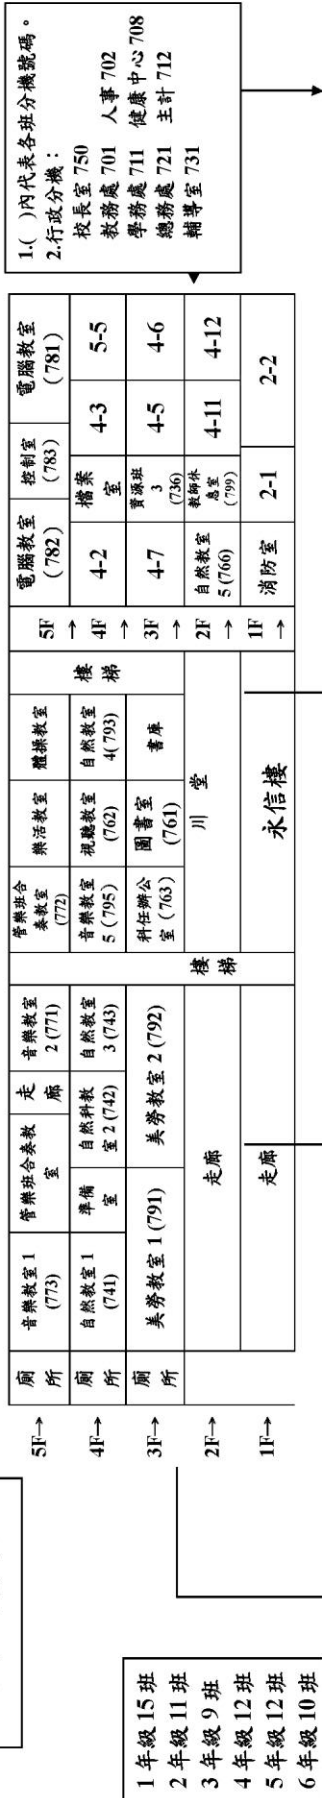 1.( )內代表各班分機號碼。
2.行政分機：
校長室 750
教務處 701 人事 702
學務處 711 健康中心 708
總務處 721 主計 712
輔導室 731
5F→
廁所
音樂教室 1 (773)
管樂班合奏教室
走廊
音樂教室 2 (771)
管樂班合奏教室 (772)
樂活教室
體操教室
5F →
電腦教室 (782)
控制室 (783)
電腦教室 (781)
4F→
廁所
自然教室 1 (741)
準備室
自然科教室 2 (742)
自然教室 3 (743)
音樂教室 5 (795)
視聽教室 (762)
自然教室 4(793)
樓梯
4F →
4-2
檔案室
4-3
5-5
3F→
廁所
美勞教室 1 (791)
美勞教室 2 (792)
科任辦公室 (763)
圖書室 (761)
書庫
3F →
4-7
資源班 3 (736)
4-5
4-6
2F→
走廊
樓梯
川堂
2F →
自然教室 5 (766)
教師休息室 (799)
4-11
4-12
1F→
走廊
永信樓
1F →
消防室
2-1
2-2
1 年級 15 班
2 年級 11 班
3 年級 9 班
4 年級 12 班
5 年級 12 班
6 年級 10 班